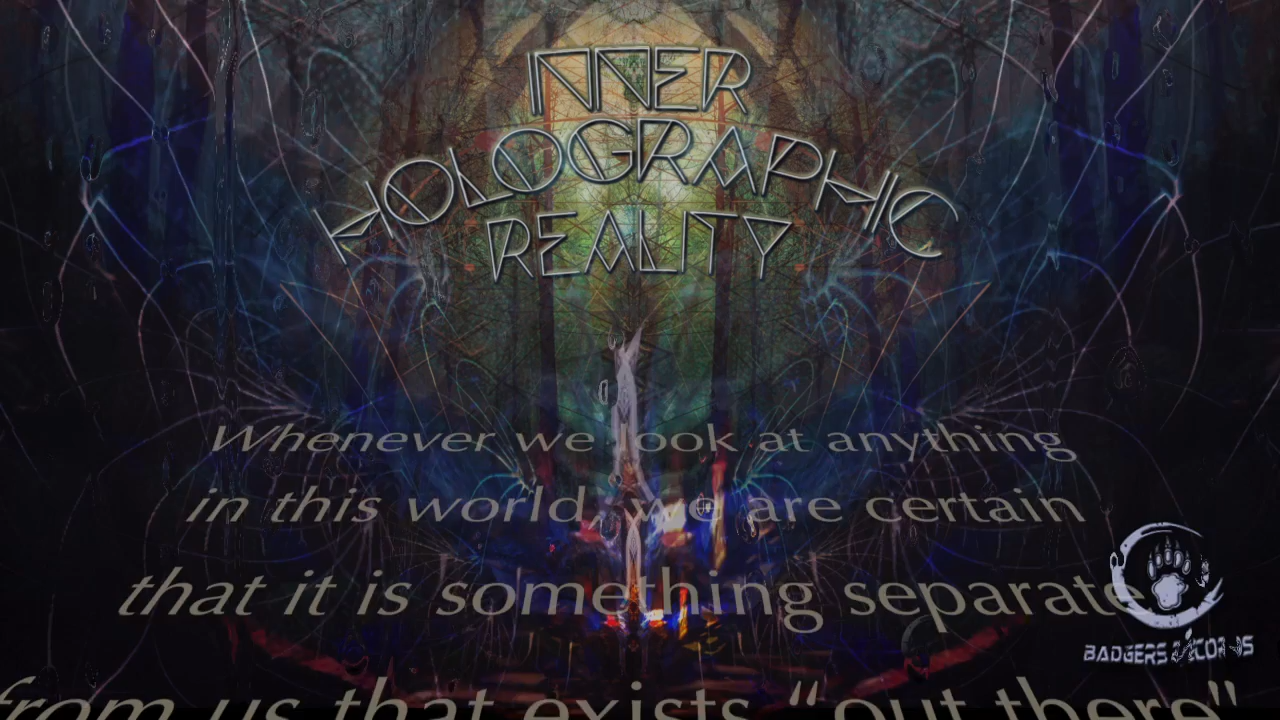 INNER
HOLOGRAPHIC
REALITY
Whenever we look at anything
in this world, we are certain
that it is something separate
from us that exists “out there"
BADGERS